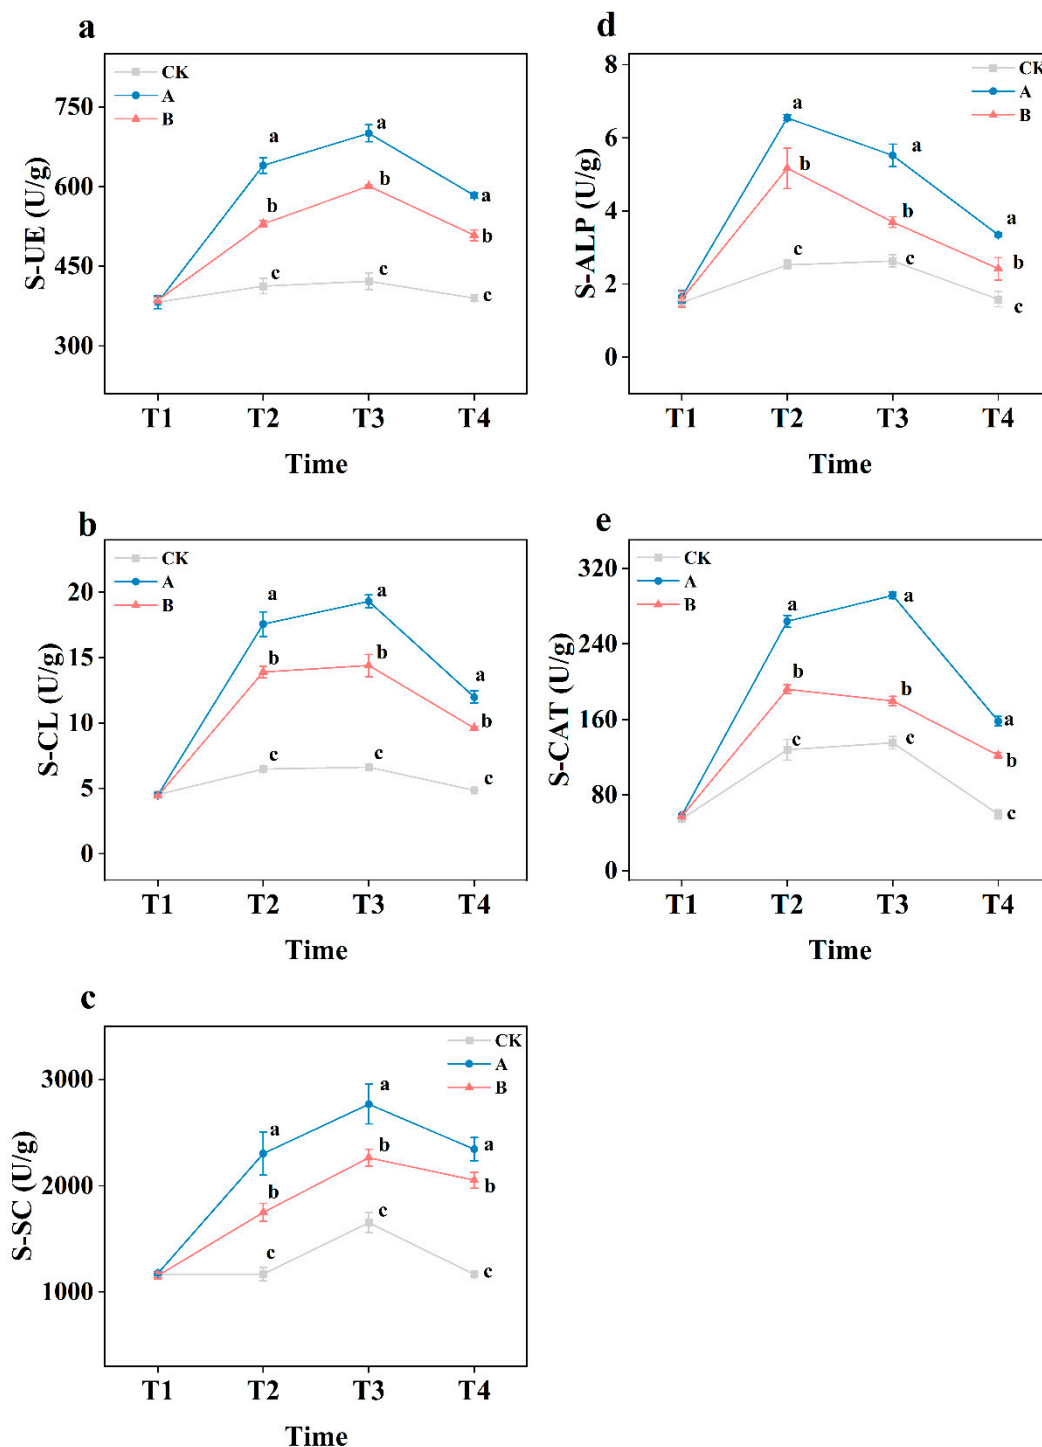 a
CK
A
B
S-UE (U/g)
750
600
450
300
a
a
a
b
b
b
c
c
c
T1 T2 T3 T4
Time
d
CK
A
B
S-ALP (U/g)
8
6
4
2
0
a
a
a
b
b
b
c
c
c
T1 T2 T3 T4
Time
b
CK
A
B
S-CL (U/g)
20
15
10
5
0
a
a
a
b
b
b
c
c
c
T1 T2 T3 T4
Time
e
CK
A
B
S-CAT (U/g)
320
240
160
80
0
a
a
a
b
b
b
c
c
c
T1 T2 T3 T4
Time
c
CK
A
B
S-SC (U/g)
3000
2000
1000
a
a
a
b
b
b
c
c
c
T1 T2 T3 T4
Time